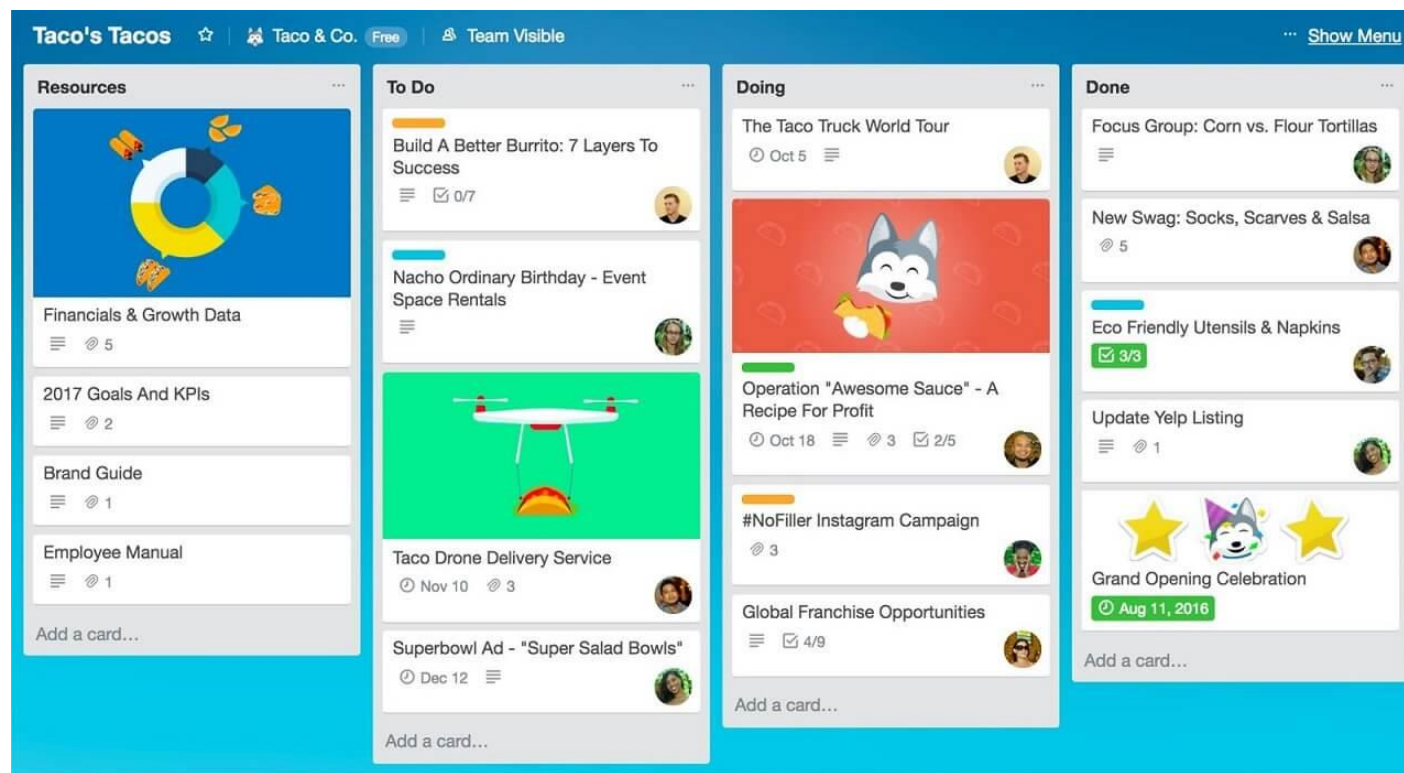 Taco's Tacos Taco & Co. Free Team Visible ... Show Menu
Resources
Financials & Growth Data
5
2017 Goals And KPIs
2
Brand Guide
1
Employee Manual
1
Add a card...
To Do
Build A Better Burrito: 7 Layers To
Success
0/7
Nacho Ordinary Birthday - Event
Space Rentals
Taco Drone Delivery Service
Nov 10 3
Superbowl Ad - "Super Salad Bowls"
Dec 12
Add a card...
Doing
The Taco Truck World Tour
Oct 5
Operation "Awesome Sauce" - A
Recipe For Profit
Oct 18 3 2/5
#NoFiller Instagram Campaign
3
Global Franchise Opportunities
4/9
Add a card...
Done
Focus Group: Corn vs. Flour Tortillas
New Swag: Socks, Scarves & Salsa
5
Eco Friendly Utensils & Napkins
3/3
Update Yelp Listing
1
Grand Opening Celebration
Aug 11, 2016
Add a card...